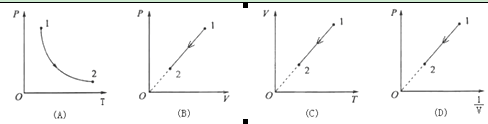 P 1 2 O T (A)
P 1 2 O V (B)
V 1 2 O T (C)
P 1 2 O 1/V (D)